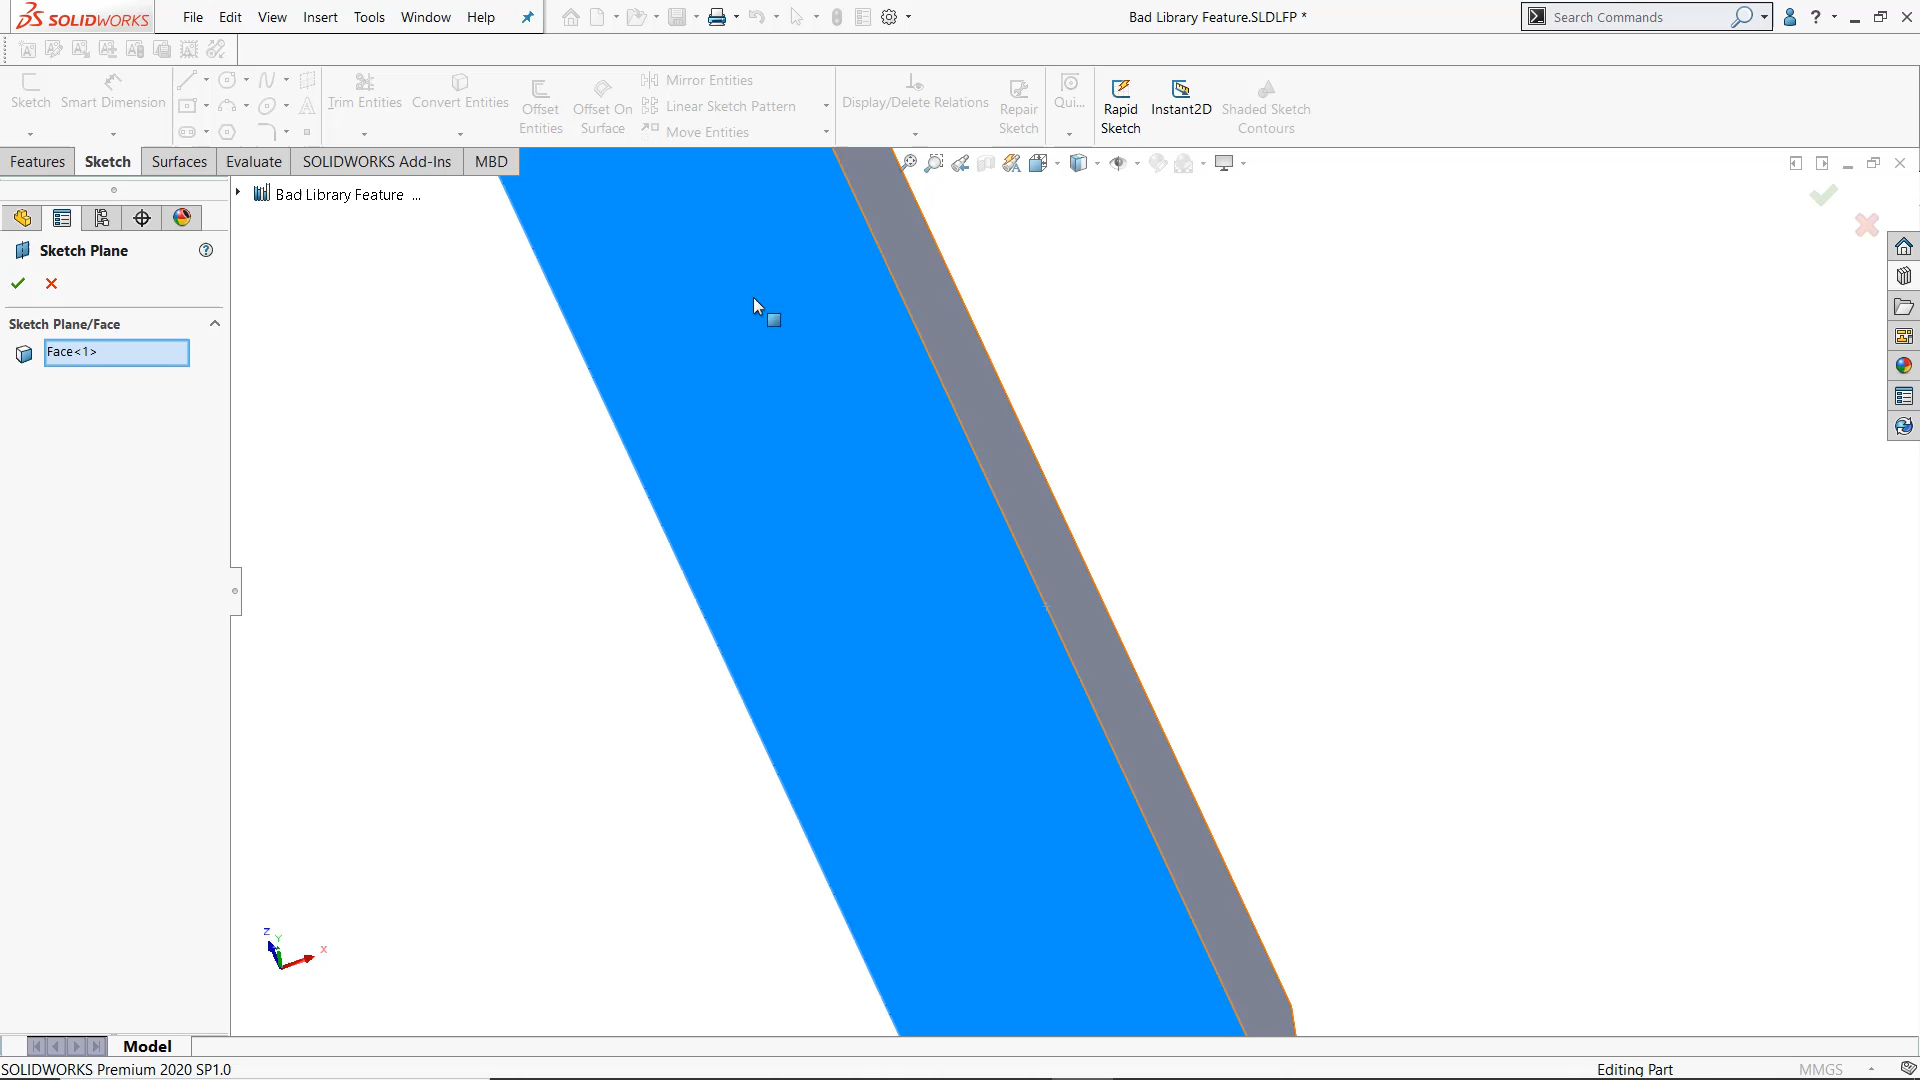 SOLIDWORKS File Edit View Insert Tools Window Help Bad Library Feature.SLDLFP * Search Commands
Sketch Smart Dimension Trim Entities Convert Entities Offset Entities Offset On Surface Mirror Entities Linear Sketch Pattern Move Entities Display/Delete Relations Repair Sketch Qui... Rapid Sketch Instant2D Shaded Sketch Contours
Features Sketch Surfaces Evaluate SOLIDWORKS Add-Ins MBD
Bad Library Feature ...
Sketch Plane
Sketch Plane/Face
Face<1>
Z Y X
Model
SOLIDWORKS Premium 2020 SP1.0 Editing Part MMGS